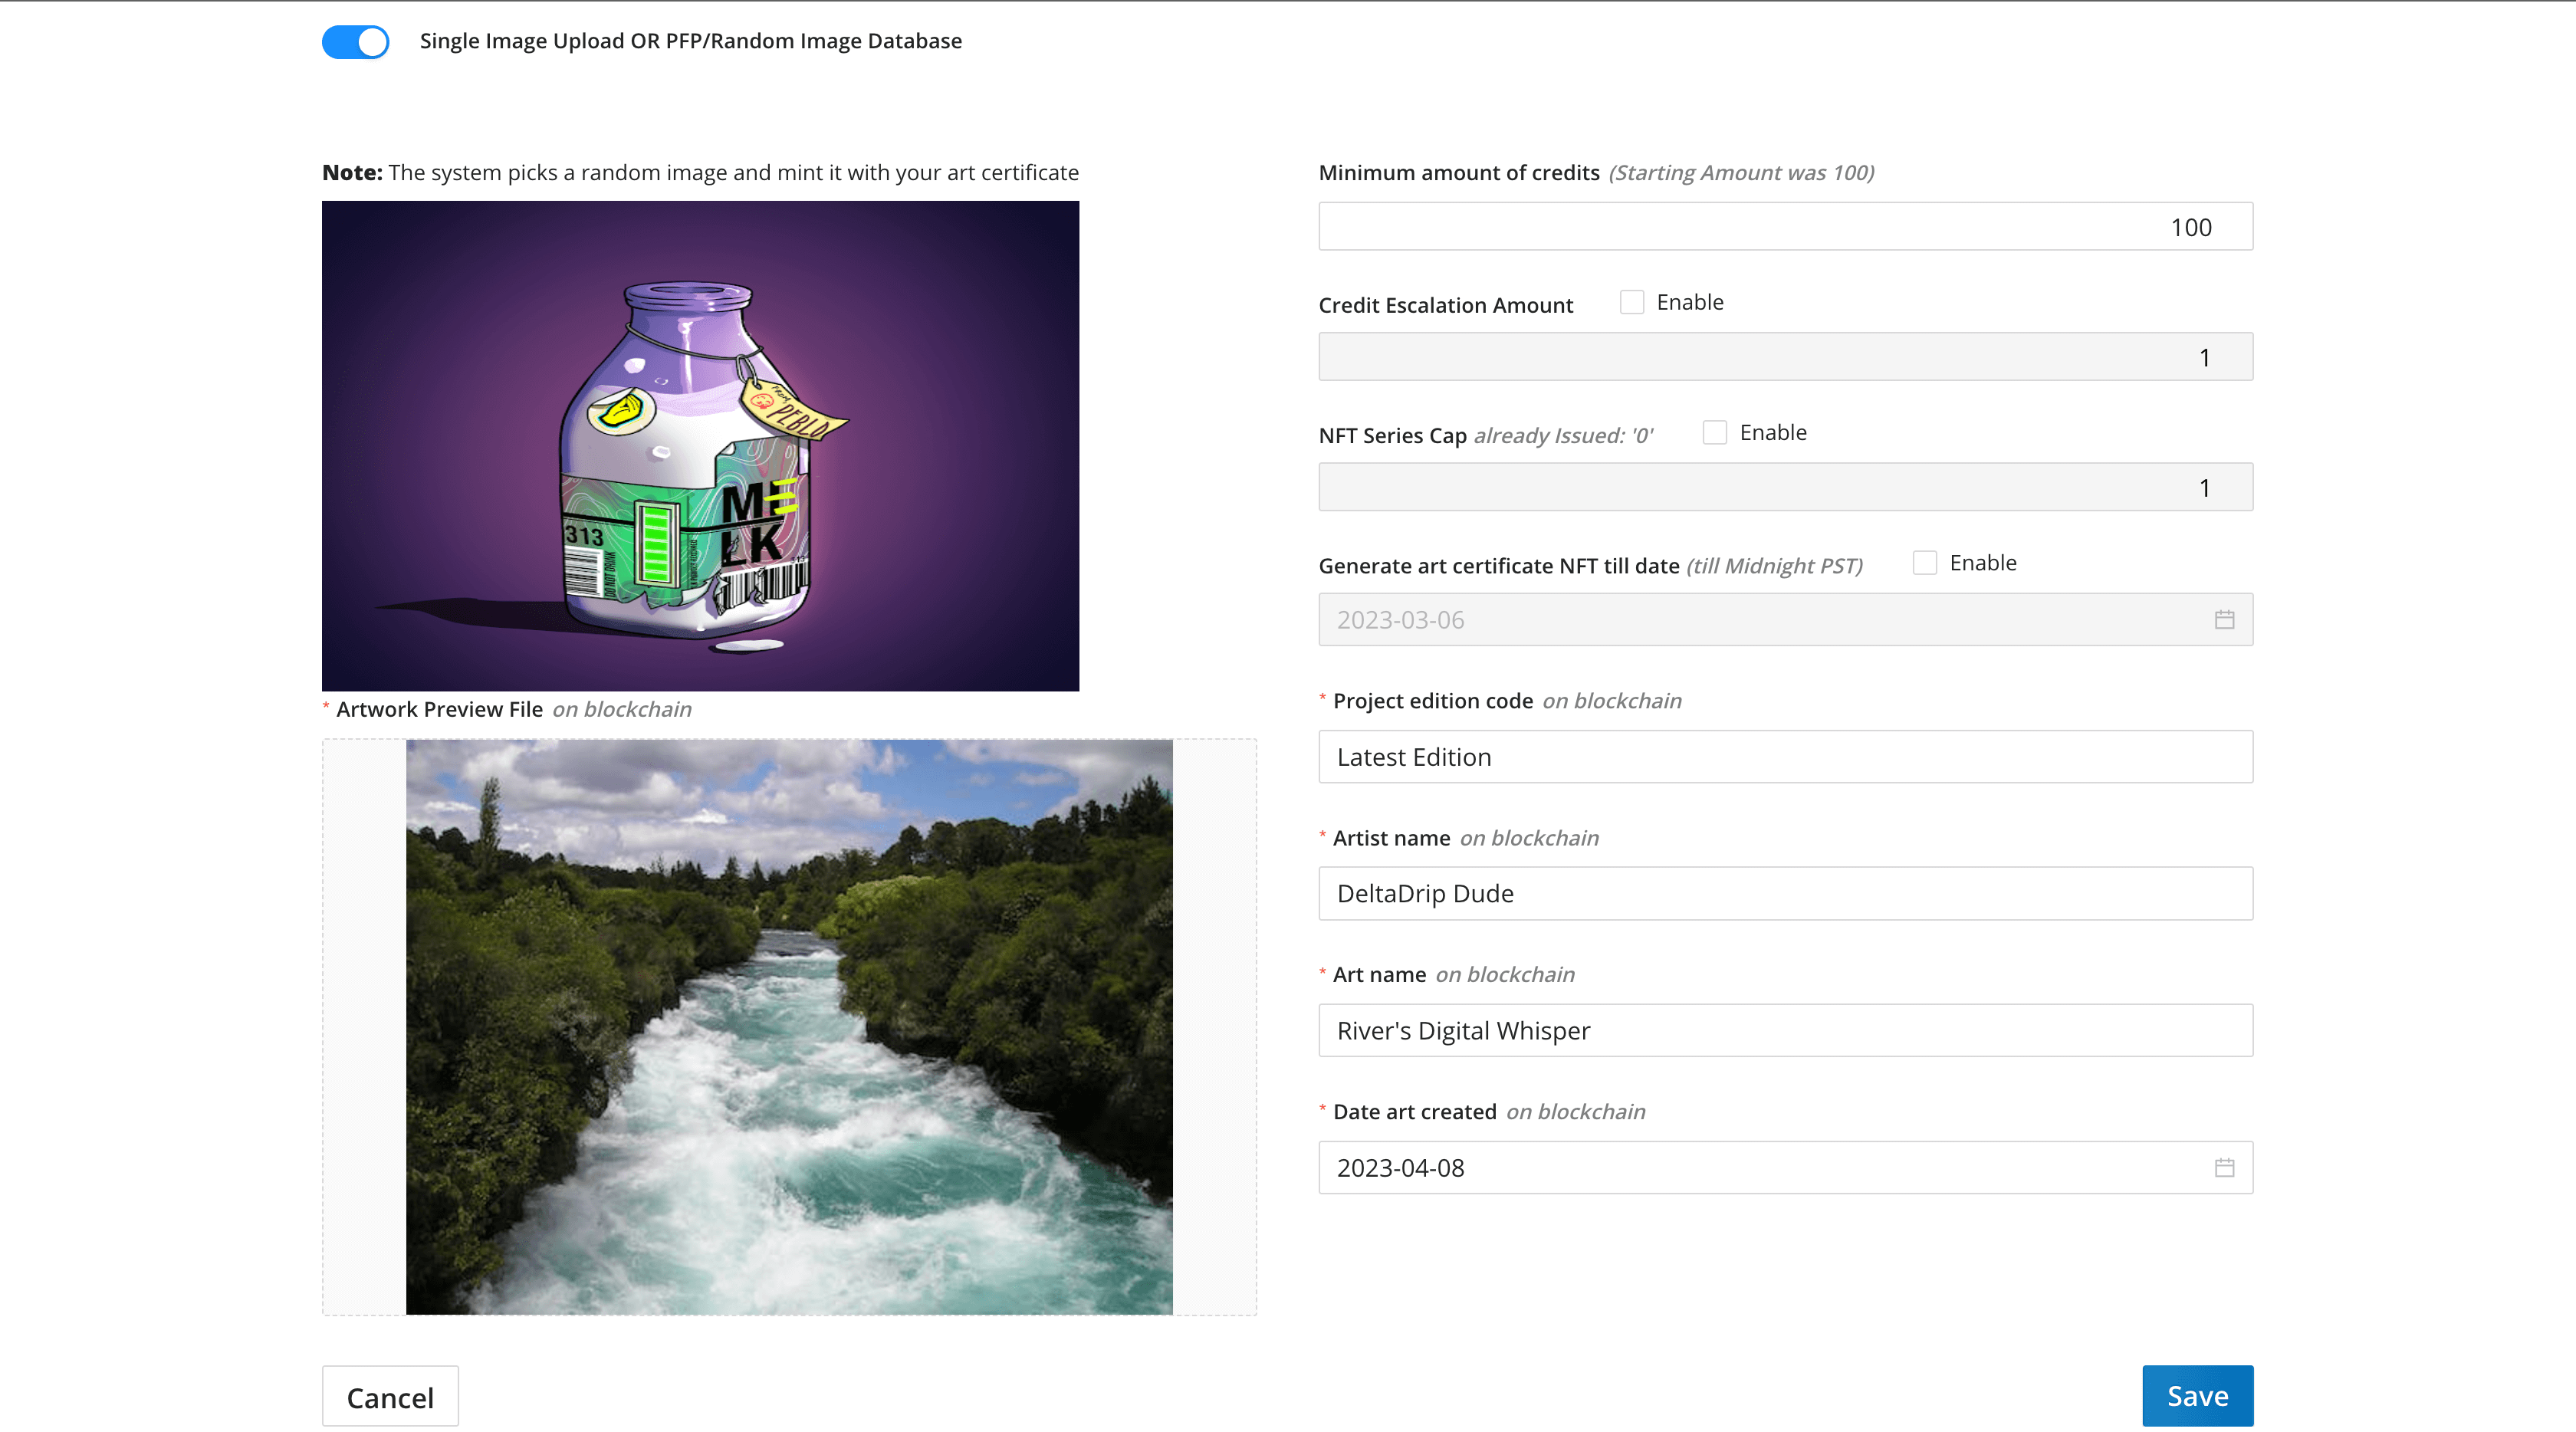 Single Image Upload OR PFP/Random Image Database
Note: The system picks a random image and mint it with your art certificate
FROM
PEBLO
MI
LK
313
DO NOT DRINK
* Artwork Preview File on blockchain
Cancel
Minimum amount of credits (Starting Amount was 100)
100
Credit Escalation Amount Enable
1
NFT Series Cap already Issued: '0' Enable
1
Generate art certificate NFT till date (till Midnight PST) Enable
2023-03-06
* Project edition code on blockchain
Latest Edition
* Artist name on blockchain
DeltaDrip Dude
* Art name on blockchain
River's Digital Whisper
* Date art created on blockchain
2023-04-08
Save